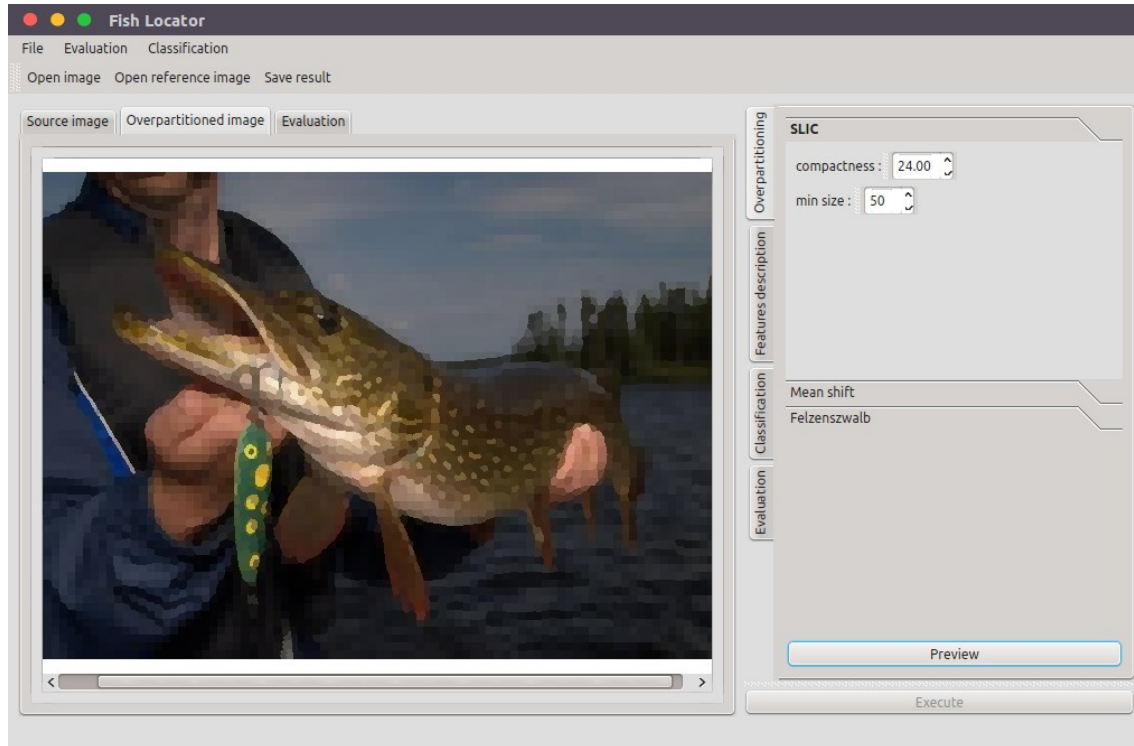 Fish Locator
File Evaluation Classification
Open image Open reference image Save result
Source image Overpartitioned image Evaluation
Overpartitioning
Features description
Classification
Evaluation
SLIC
compactness : 24.00
min size : 50
Mean shift
Felzenszwalb
Preview
Execute